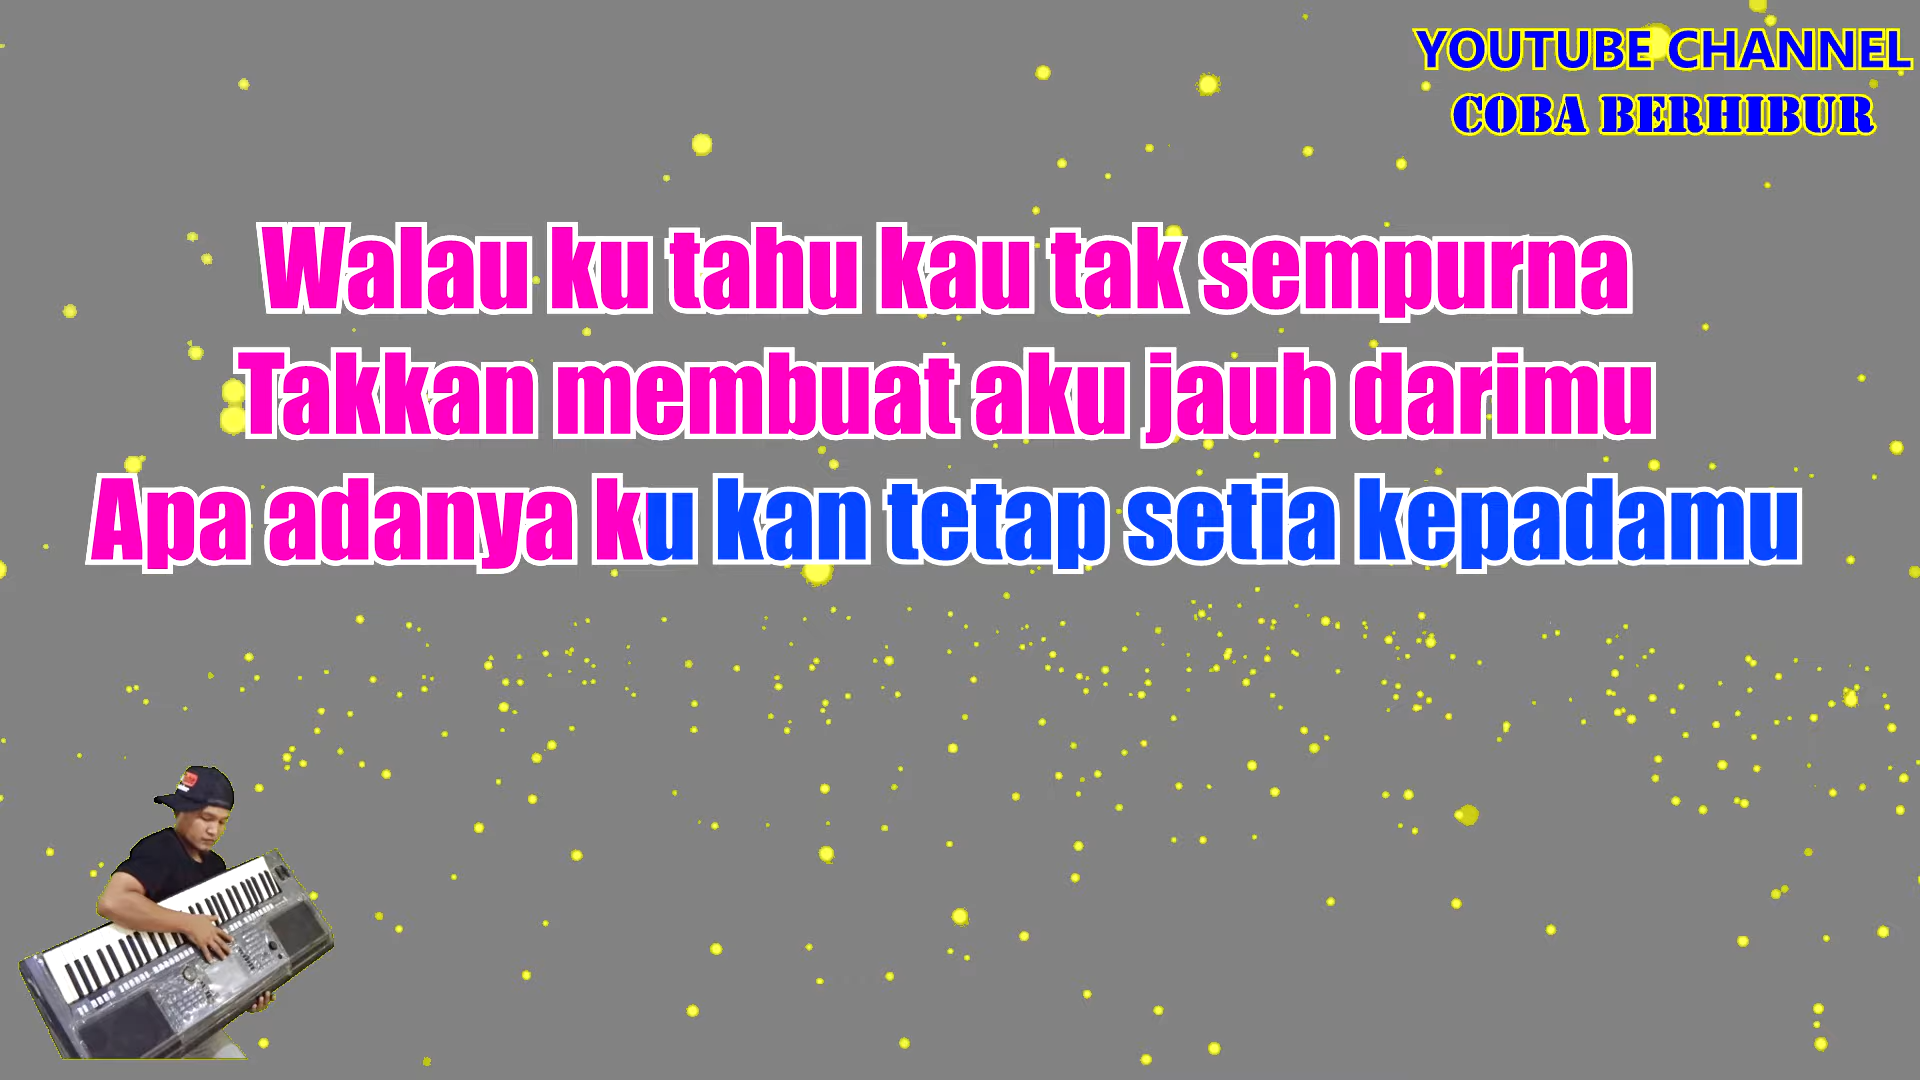 YOUTUBE CHANNEL
COBA BERHIBUR
Walau ku tahu kau tak sempurna
Takkan membuat aku jauh darimu
Apa adanya ku kan tetap setia kepadamu